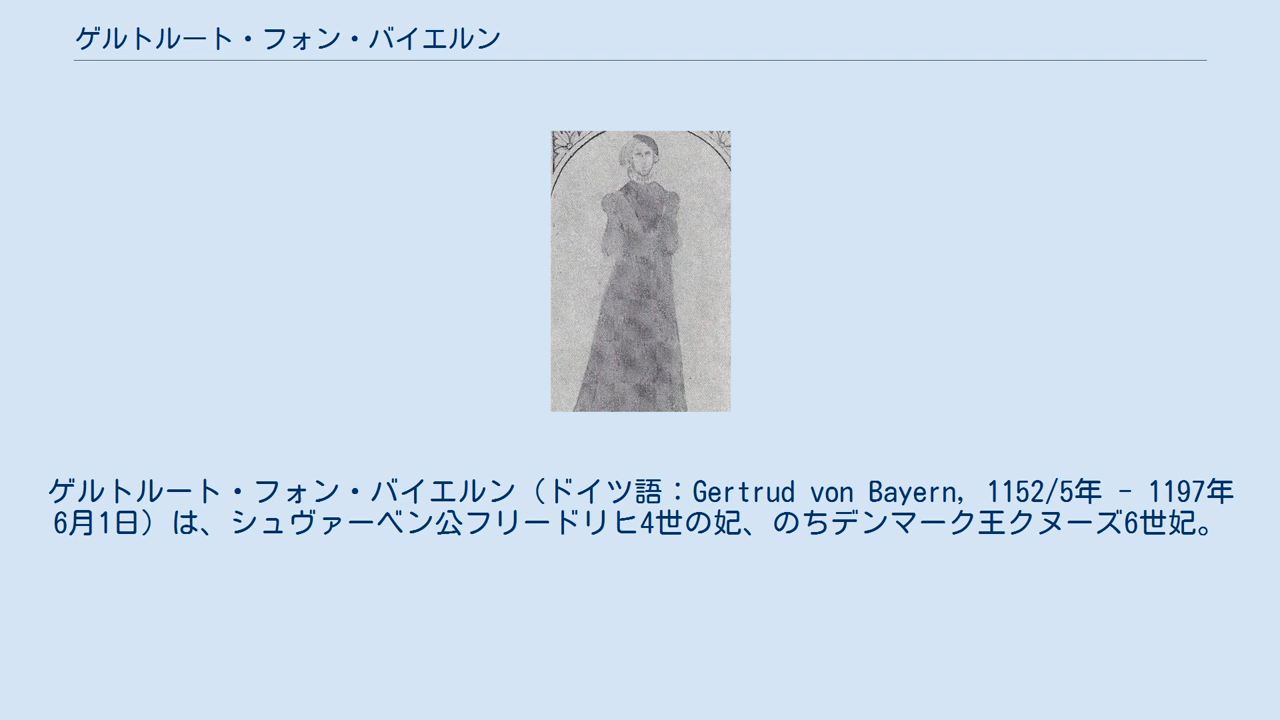 ゲルトルート・フォン・バイエルン
ゲルトルート・フォン・バイエルン（ドイツ語：Gertrud von Bayern, 1152/5年 - 1197年
6月1日）は、シュヴァーベン公フリードリヒ4世の妃、のちデンマーク王クヌーズ6世妃。